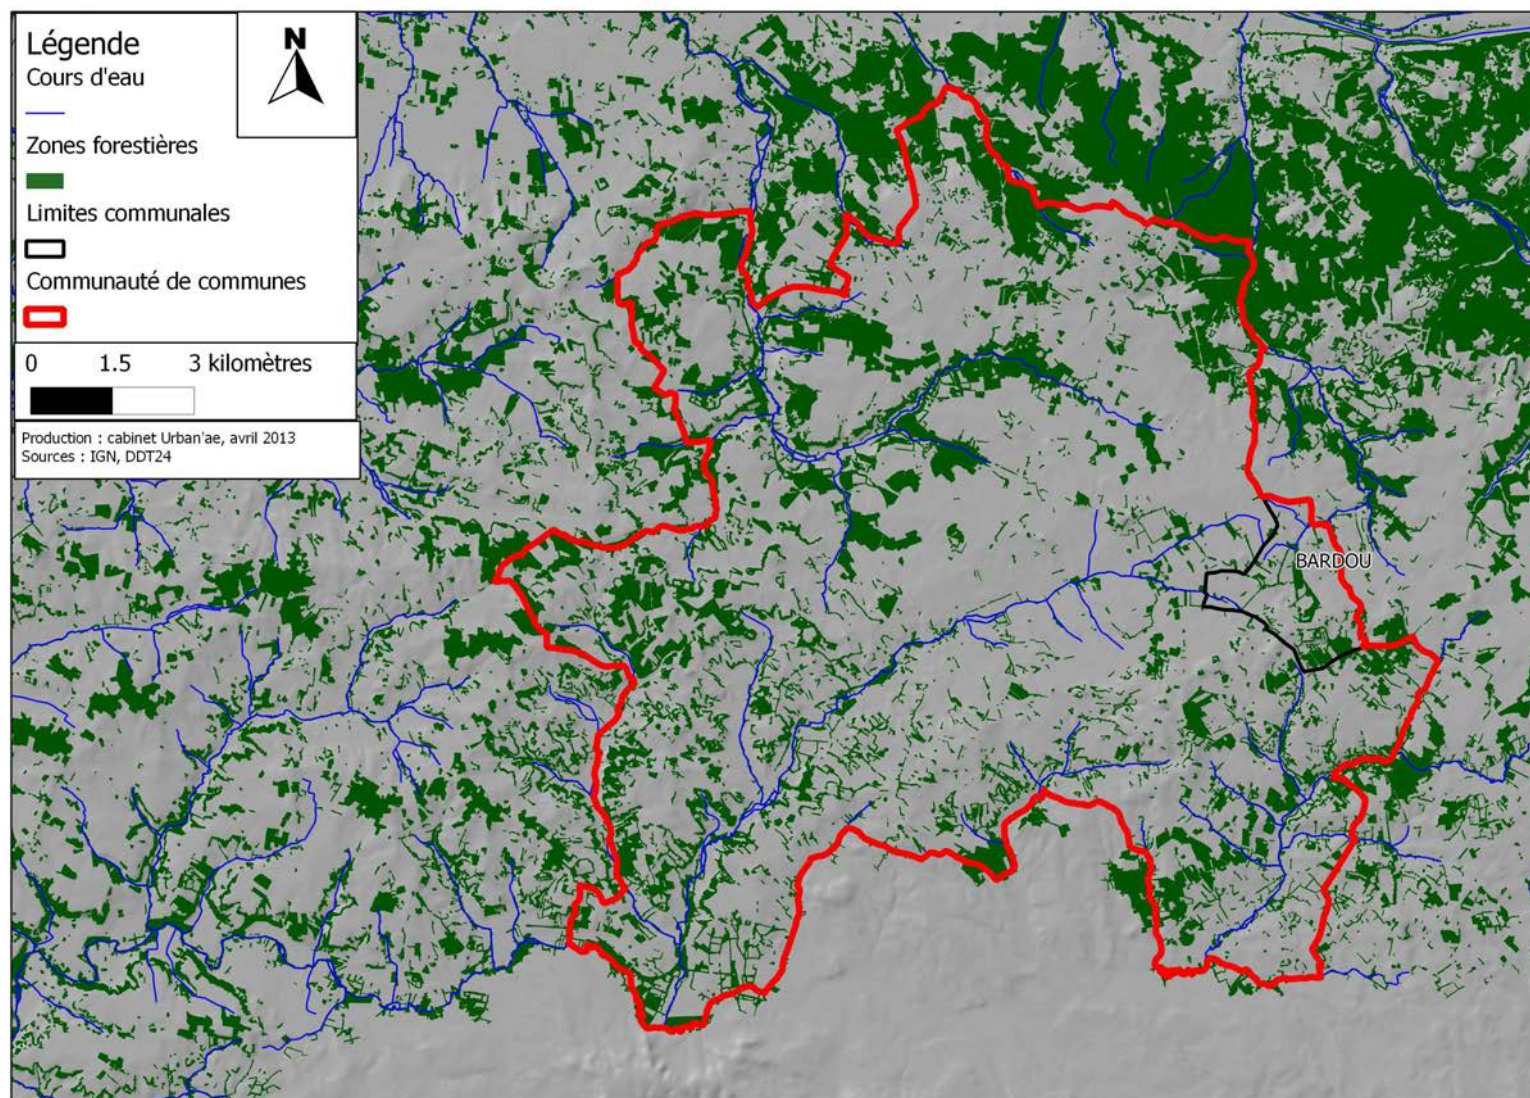 Légende
N
Cours d'eau
Zones forestières
Limites communales
Communauté de communes
0 1.5 3 kilomètres
Production : cabinet Urban'ae, avril 2013
Sources : IGN, DDT24
BARDOU